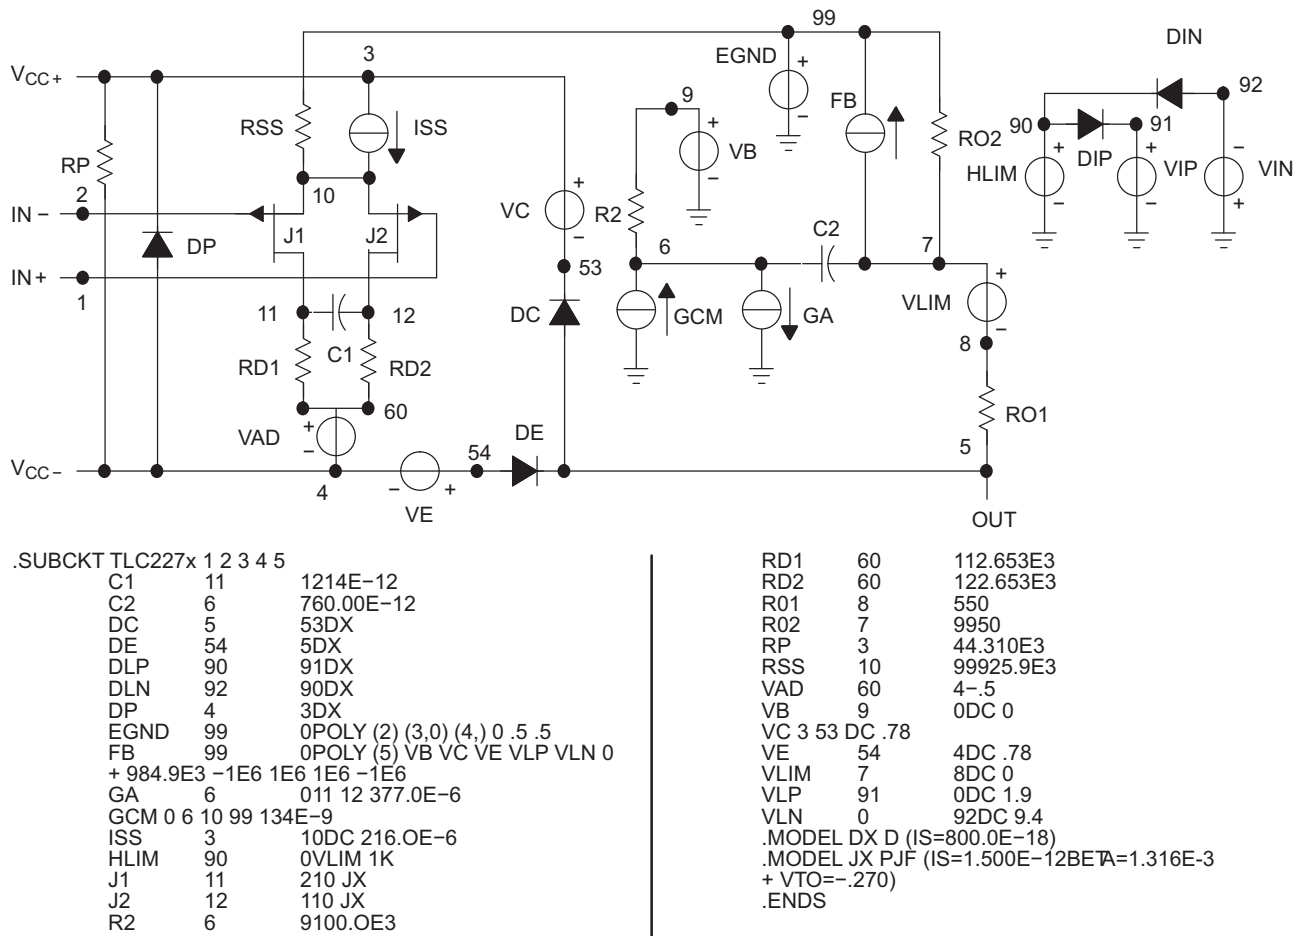 99
DIN
3
EGND
+
VCC+
92
9
+
FB
RSS
ISS
-
RO2
90
91
VB
DIP
RP
-
+
+
-
10
HLIM
VIP
VIN
2
+
-
-
+
IN-
VC
R2
C2
J1
J2
-
DP
6
7
IN+
53
+
1
VLIM
11
12
DC
GCM
GA
-
C1
8
RD1
RD2
RO1
60
+
VAD
DE
-
54
5
VCC-
4
-
+
VE
OUT
.SUBCKT TLC227x 1 2 3 4 5
C1 11 1214E−12
C2 6 760.00E−12
DC 5 53DX
DE 54 5DX
DLP 90 91DX
DLN 92 90DX
DP 4 3DX
EGND 99 0POLY (2) (3,0) (4,) 0 .5 .5
FB 99 0POLY (5) VB VC VE VLP VLN 0
+ 984.9E3 −1E6 1E6 1E6 −1E6
GA 6 011 12 377.0E−6
GCM 0 6 10 99 134E−9
ISS 3 10DC 216.OE−6
HLIM 90 0VLIM 1K
J1 11 210 JX
J2 12 110 JX
R2 6 9100.OE3
RD1 60 112.653E3
RD2 60 122.653E3
R01 8 550
R02 7 9950
RP 3 44.310E3
RSS 10 99925.9E3
VAD 60 4−.5
VB 9 0DC 0
VC 3 53 DC .78
VE 54 4DC .78
VLIM 7 8DC 0
VLP 91 0DC 1.9
VLN 0 92DC 9.4
.MODEL DX D (IS=800.0E−18)
.MODEL JX PJF (IS=1.500E−12BETA=1.316E-3
+ VTO=−.270)
.ENDS